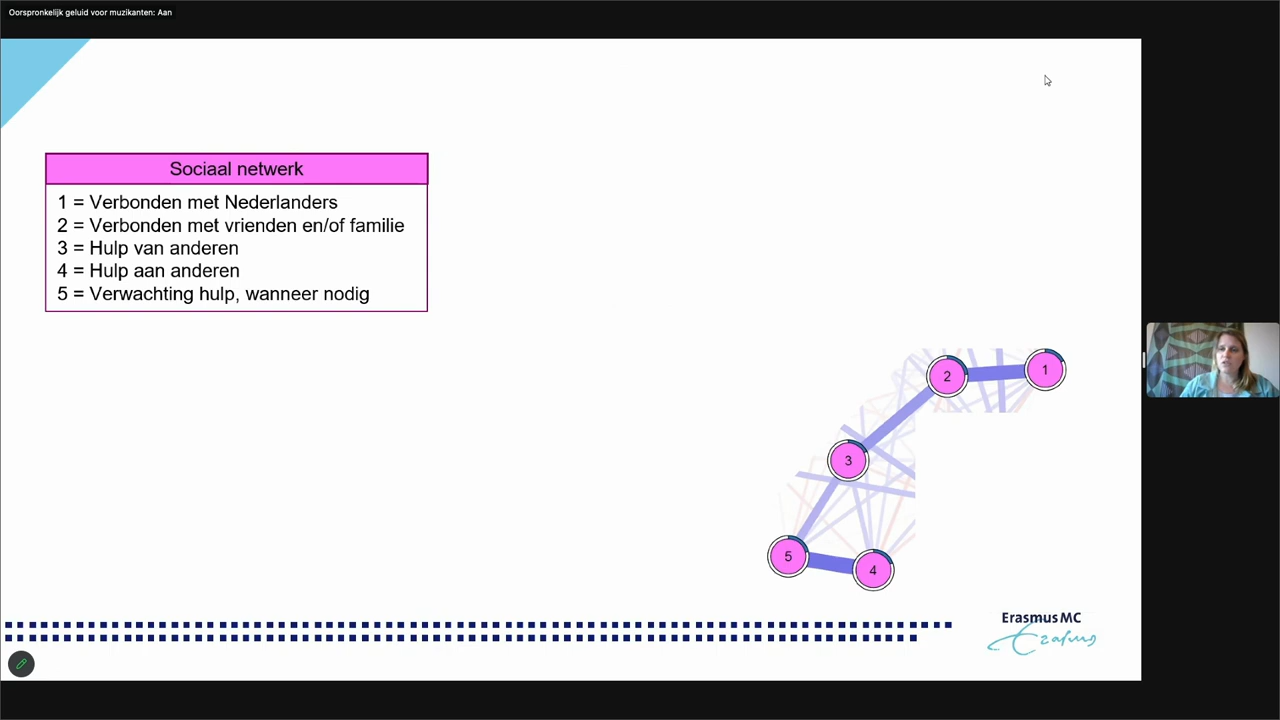 Oorspronkelijk geluid voor muzikanten: Aan
Sociaal netwerk
1 = Verbonden met Nederlanders
2 = Verbonden met vrienden en/of familie
3 = Hulp van anderen
4 = Hulp aan anderen
5 = Verwachting hulp, wanneer nodig
2
1
3
5
4
Erasmus MC
Erasmus